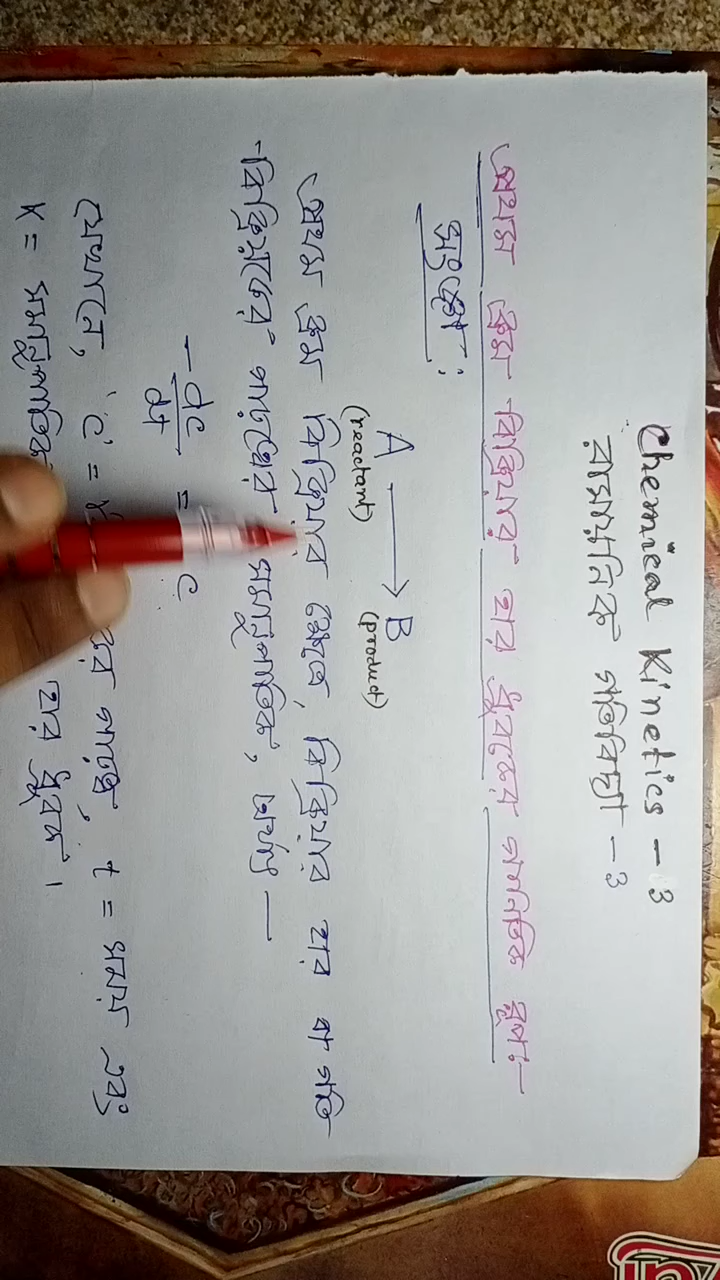 Chemical Kinetics - 3
রাসায়নিক গতিবিদ্যা - 3
প্রথম ক্রম বিক্রিয়ার হার ধ্রুবকের গাণিতিক রূপ:-
সংক্ষেপ:
A ⟶ B
(reactant) (product)
প্রথম ক্রম বিক্রিয়ার ক্ষেত্রে, বিক্রিয়ার হার বা গতি
বিক্রিয়াকের গাঢ়ত্বের সমানুপাতিক, অর্থাৎ —
- dc/dt = c
যেখানে, 'c' = গাঢ়ত্ব, t = সময় এবং
K = সমানুপাতিক হার ধ্রুবক।